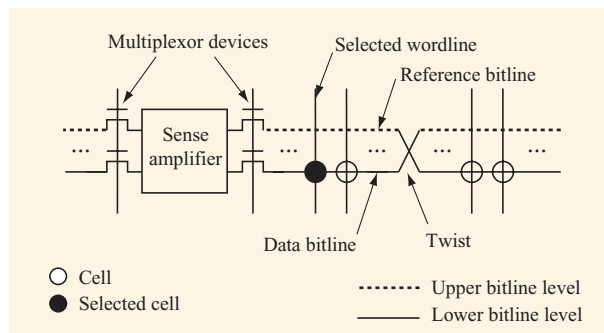 Multiplexor devices
Selected wordline
Reference bitline
Sense
amplifier
...
...
...
...
...
Data bitline
Twist
Cell
Selected cell
Upper bitline level
Lower bitline level